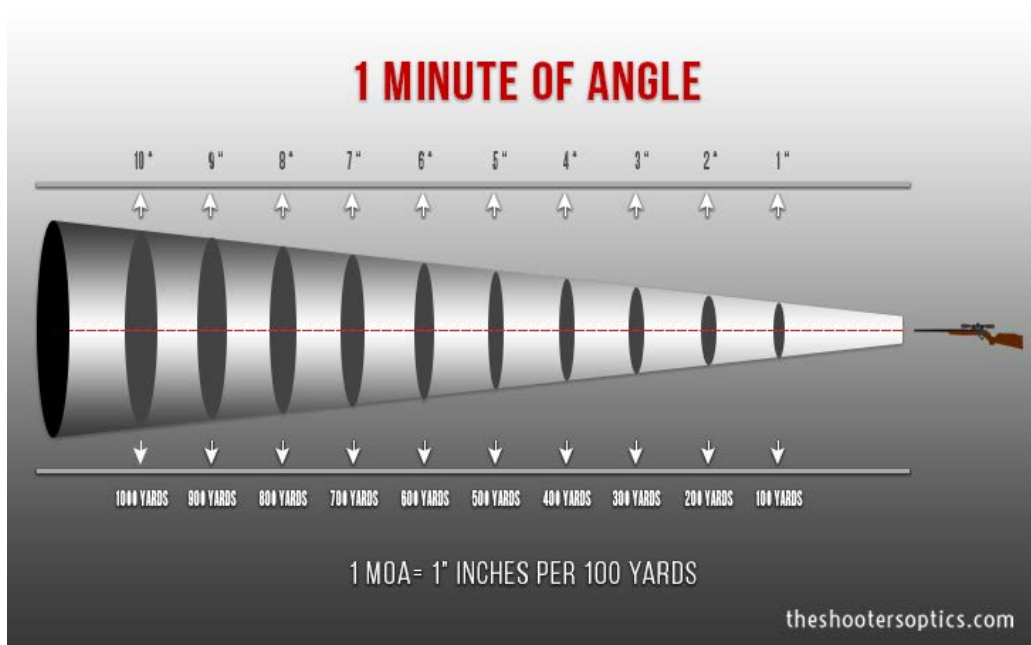 1 MINUTE OF ANGLE
10" 9" 8" 7" 6" 5" 4" 3" 2" 1"
1000 YARDS 900 YARDS 800 YARDS 700 YARDS 600 YARDS 500 YARDS 400 YARDS 300 YARDS 200 YARDS 100 YARDS
1 MOA= 1" INCHES PER 100 YARDS
theshootersoptics.com